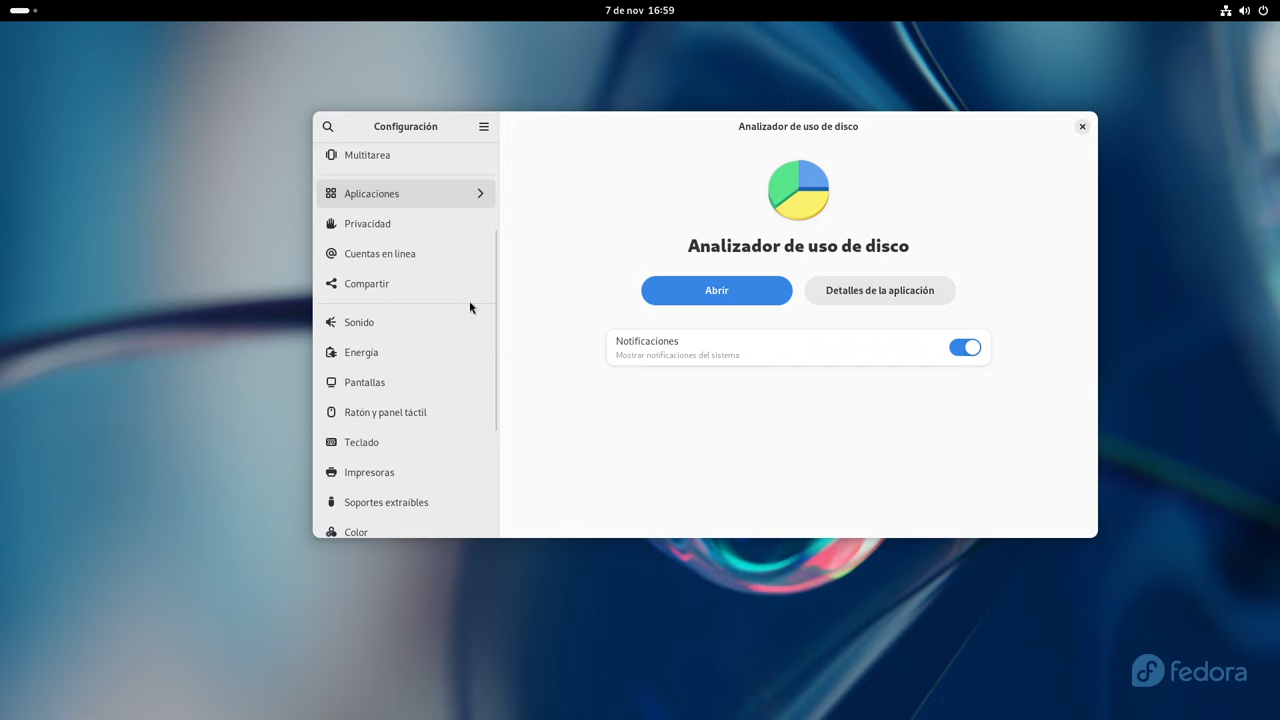 7 de nov 16:59
Configuración
Multitarea
Aplicaciones
Privacidad
Cuentas en línea
Compartir
Sonido
Energía
Pantallas
Ratón y panel táctil
Teclado
Impresoras
Soportes extraíbles
Color
Analizador de uso de disco
Analizador de uso de disco
Abrir
Detalles de la aplicación
Notificaciones
Mostrar notificaciones del sistema
fedora